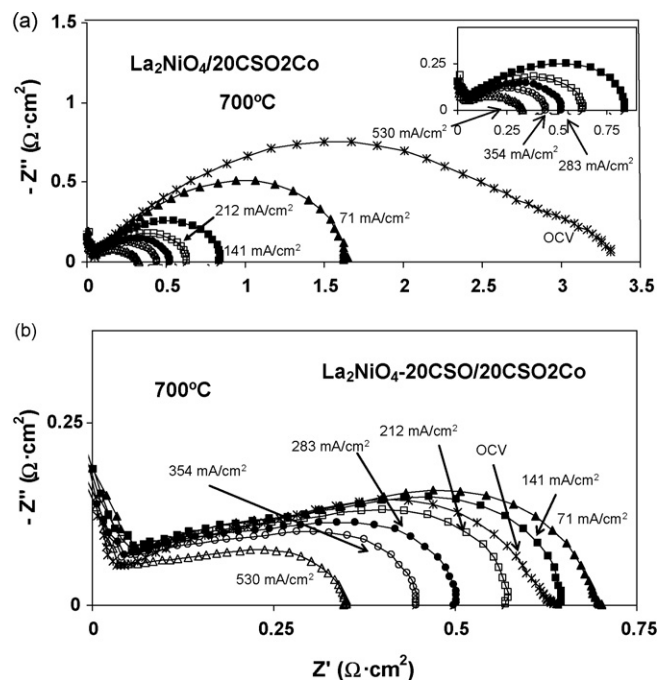 (a)
1.5
La₂NiO₄/20CSO2Co
700ºC
- Z'' (Ω·cm²)
1
0.5
0
0.25
0
0 0.25 0.5 0.75
530 mA/cm²
354 mA/cm²
283 mA/cm²
212 mA/cm²
71 mA/cm²
141 mA/cm²
OCV
0 0.5 1 1.5 2 2.5 3 3.5
(b)
700ºC
La₂NiO₄-20CSO/20CSO2Co
- Z'' (Ω·cm²)
0.25
0
354 mA/cm²
283 mA/cm²
212 mA/cm²
OCV
141 mA/cm²
71 mA/cm²
530 mA/cm²
0 0.25 0.5 0.75
Z' (Ω·cm²)